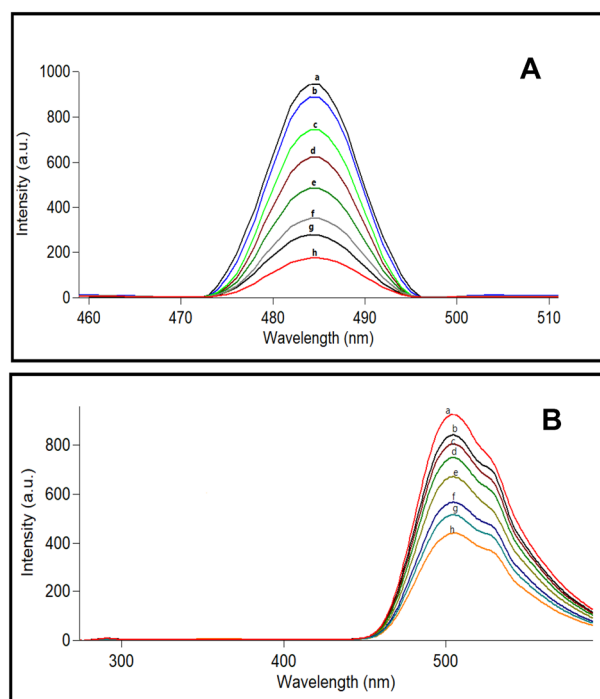 A
1000
800
600
400
200
0
Intensity (a.u.)
a
b
c
d
e
f
g
h
460 470 480 490 500 510
Wavelength (nm)
B
800
600
400
200
0
Intensity (a.u.)
a
b
c
d
e
f
g
h
300 400 500
Wavelength (nm)